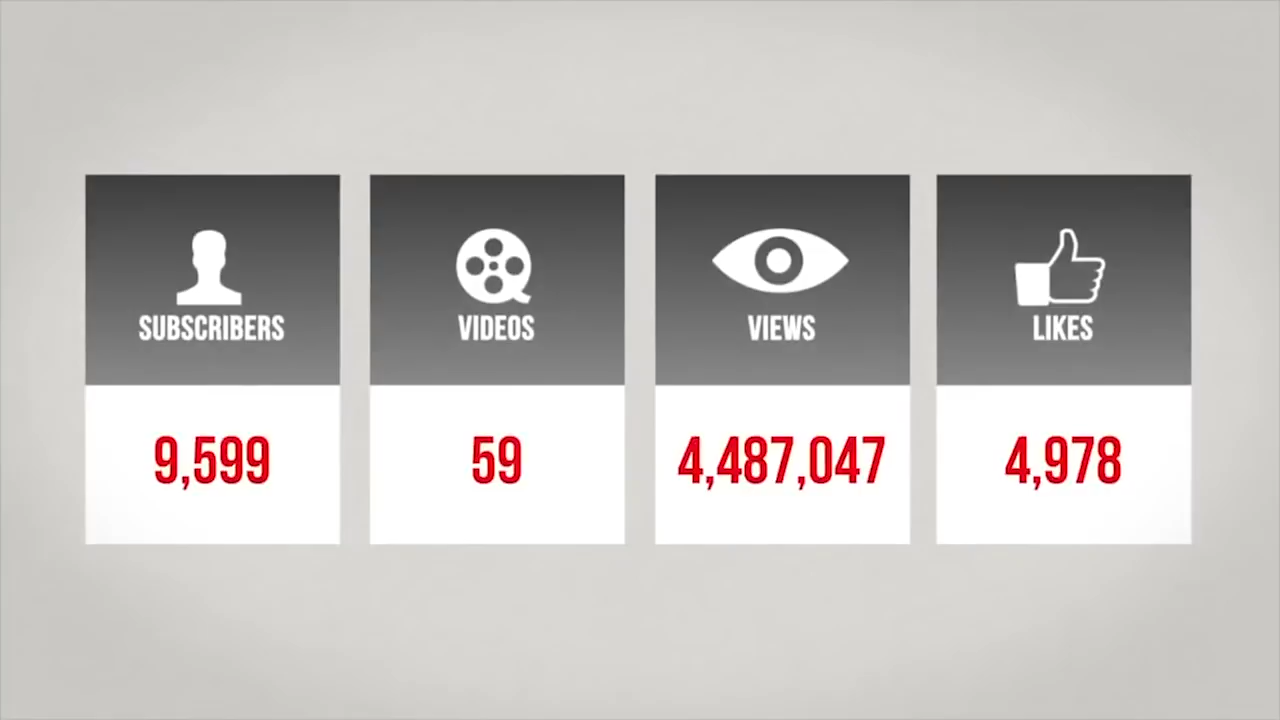 SUBSCRIBERS
VIDEOS
VIEWS
LIKES
9,599
59
4,487,047
4,978